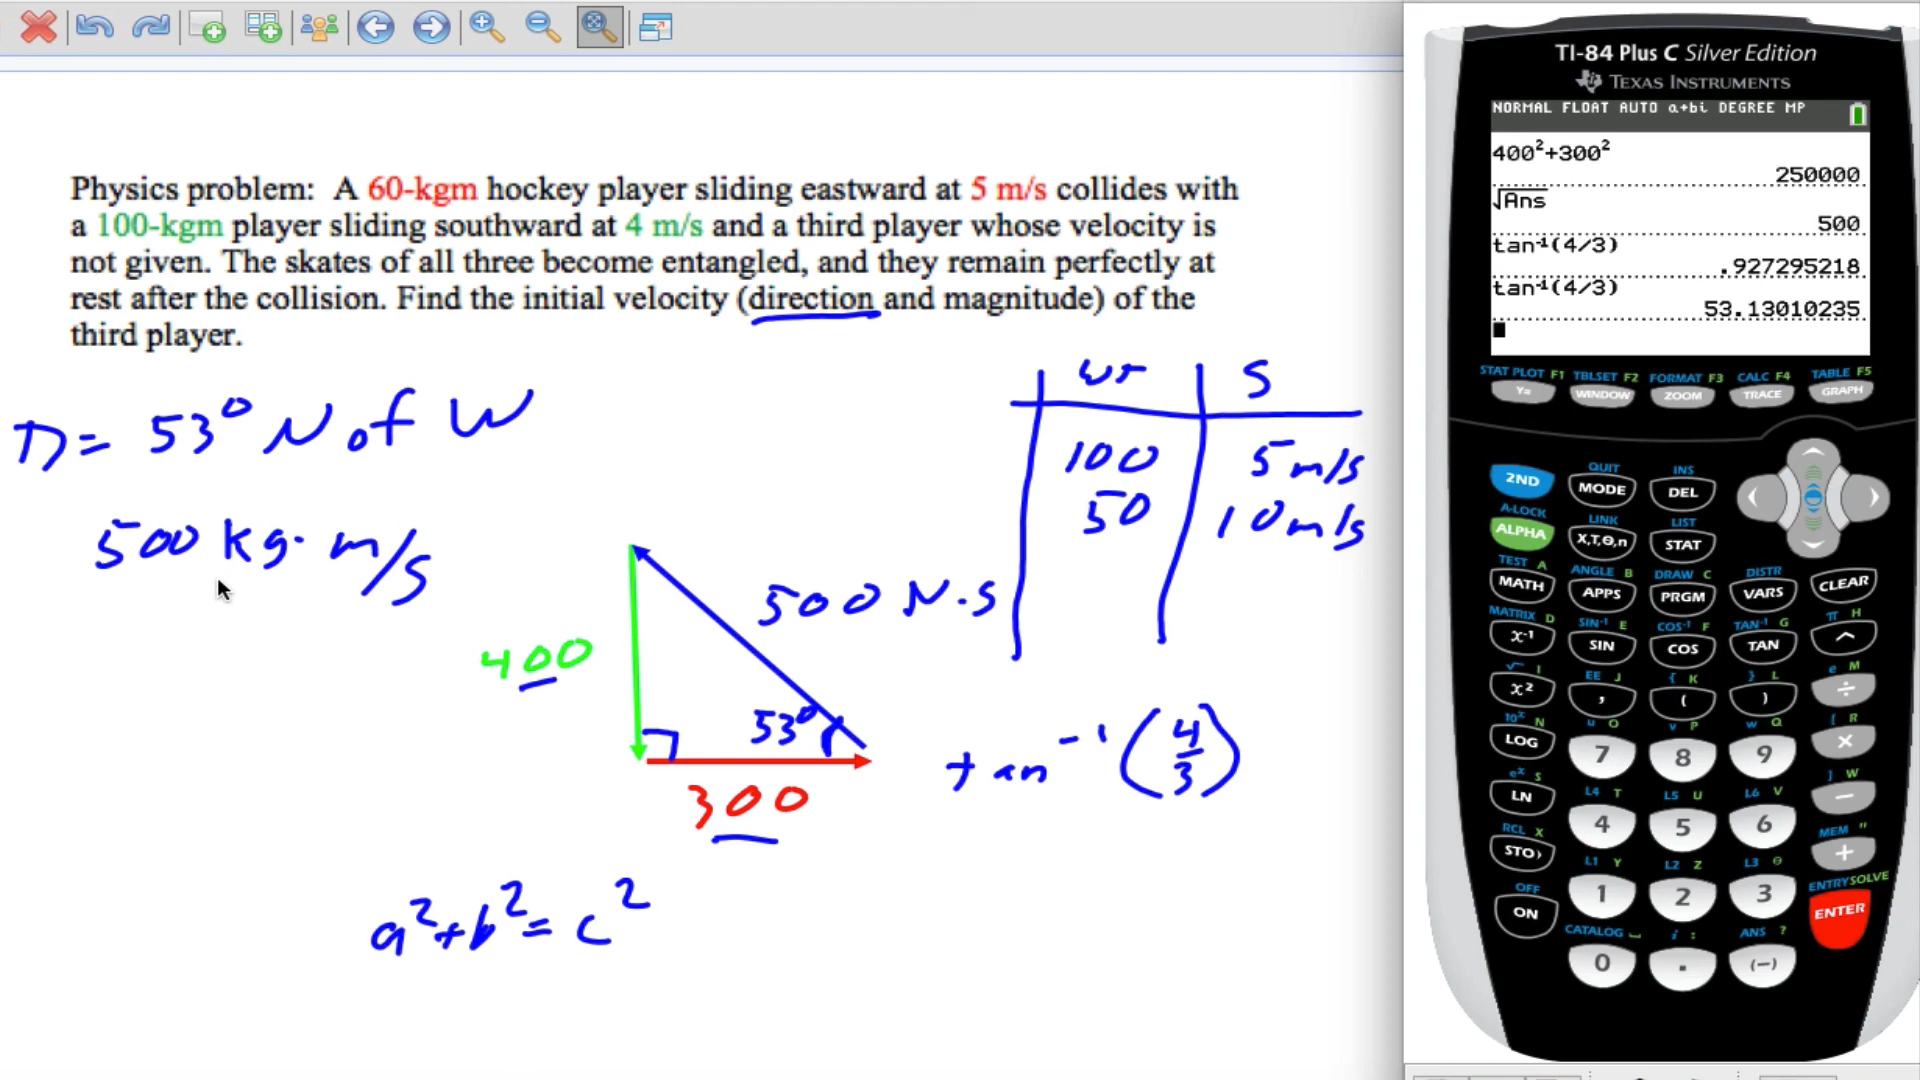 Physics problem: A 60-kgm hockey player sliding eastward at 5 m/s collides with
a 100-kgm player sliding southward at 4 m/s and a third player whose velocity is
not given. The skates of all three become entangled, and they remain perfectly at
rest after the collision. Find the initial velocity (direction and magnitude) of the
third player.
D = 53° N of W
500 kg·m/s
wt S
100 5 m/s
50 10 m/s
500 N·s
400
53°
300
tan⁻¹(4/3)
a²+b²=c²
TI-84 Plus C Silver Edition
TEXAS INSTRUMENTS
NORMAL FLOAT AUTO a+bi DEGREE MP
400²+300²
250000
√Ans
500
tan⁻¹(4/3)
.927295218
tan⁻¹(4/3)
53.13010235
STAT PLOT F1 TBLSET F2 FORMAT F3 CALC F4 TABLE F5
Y= WINDOW ZOOM TRACE GRAPH
QUIT INS
2ND MODE DEL
A-LOCK LINK LIST
ALPHA X,T,Θ,n STAT
TEST A ANGLE B DRAW C DISTR
MATH APPS PRGM VARS CLEAR
MATRIX D SIN⁻¹ E COS⁻¹ F TAN⁻¹ G π H
x⁻¹ SIN COS TAN ^
√ I EE J { K } L e M
x² , ( ) ÷
10ˣ N u O v P w Q [ R
LOG 7 8 9 ×
eˣ S L4 T L5 U L6 V ] W
LN 4 5 6 −
RCL X L1 Y L2 Z L3 θ MEM "
STO› 1 2 3 +
OFF ENTRY SOLVE
ON ENTER
CATALOG ⎵ i : ANS ?
0 . (−)